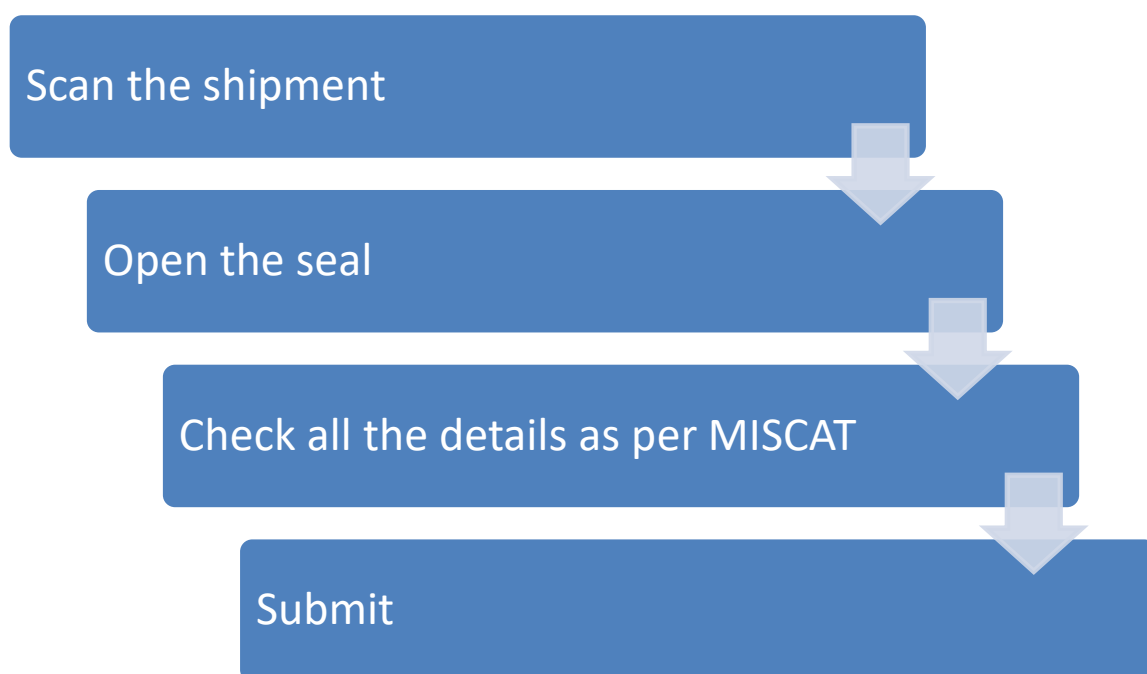 Scan the shipment
Open the seal
Check all the details as per MISCAT
Submit